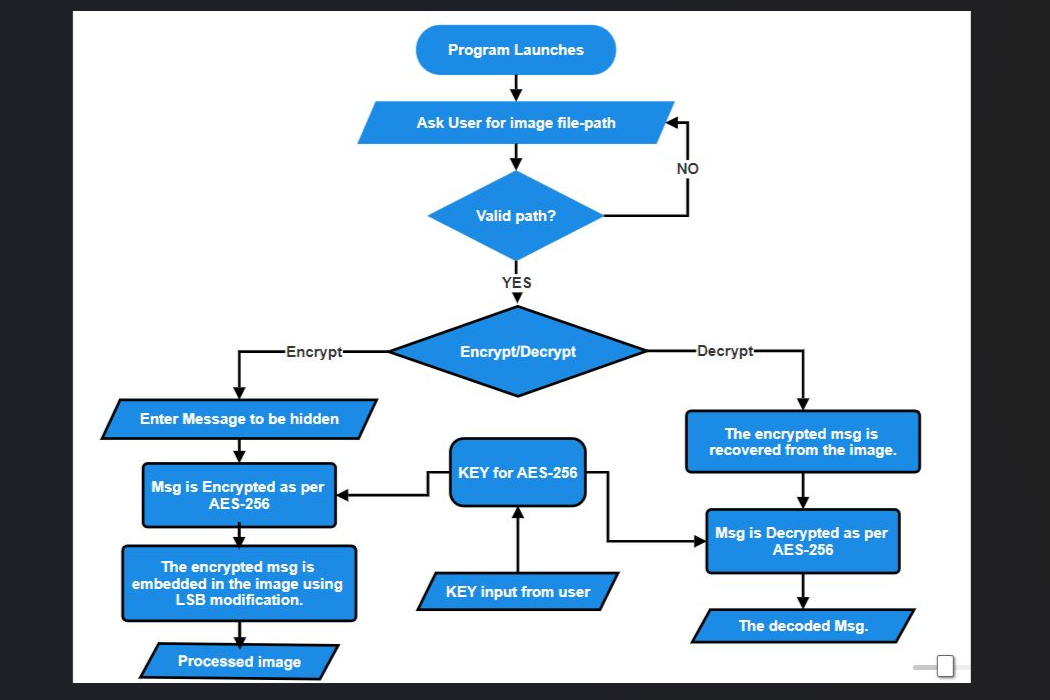 Program Launches
Ask User for image file-path
NO
Valid path?
YES
Encrypt
Encrypt/Decrypt
Decrypt
Enter Message to be hidden
Msg is Encrypted as per
AES-256
The encrypted msg is
embedded in the image using
LSB modification.
Processed image
KEY for AES-256
KEY input from user
The encrypted msg is
recovered from the image.
Msg is Decrypted as per
AES-256
The decoded Msg.